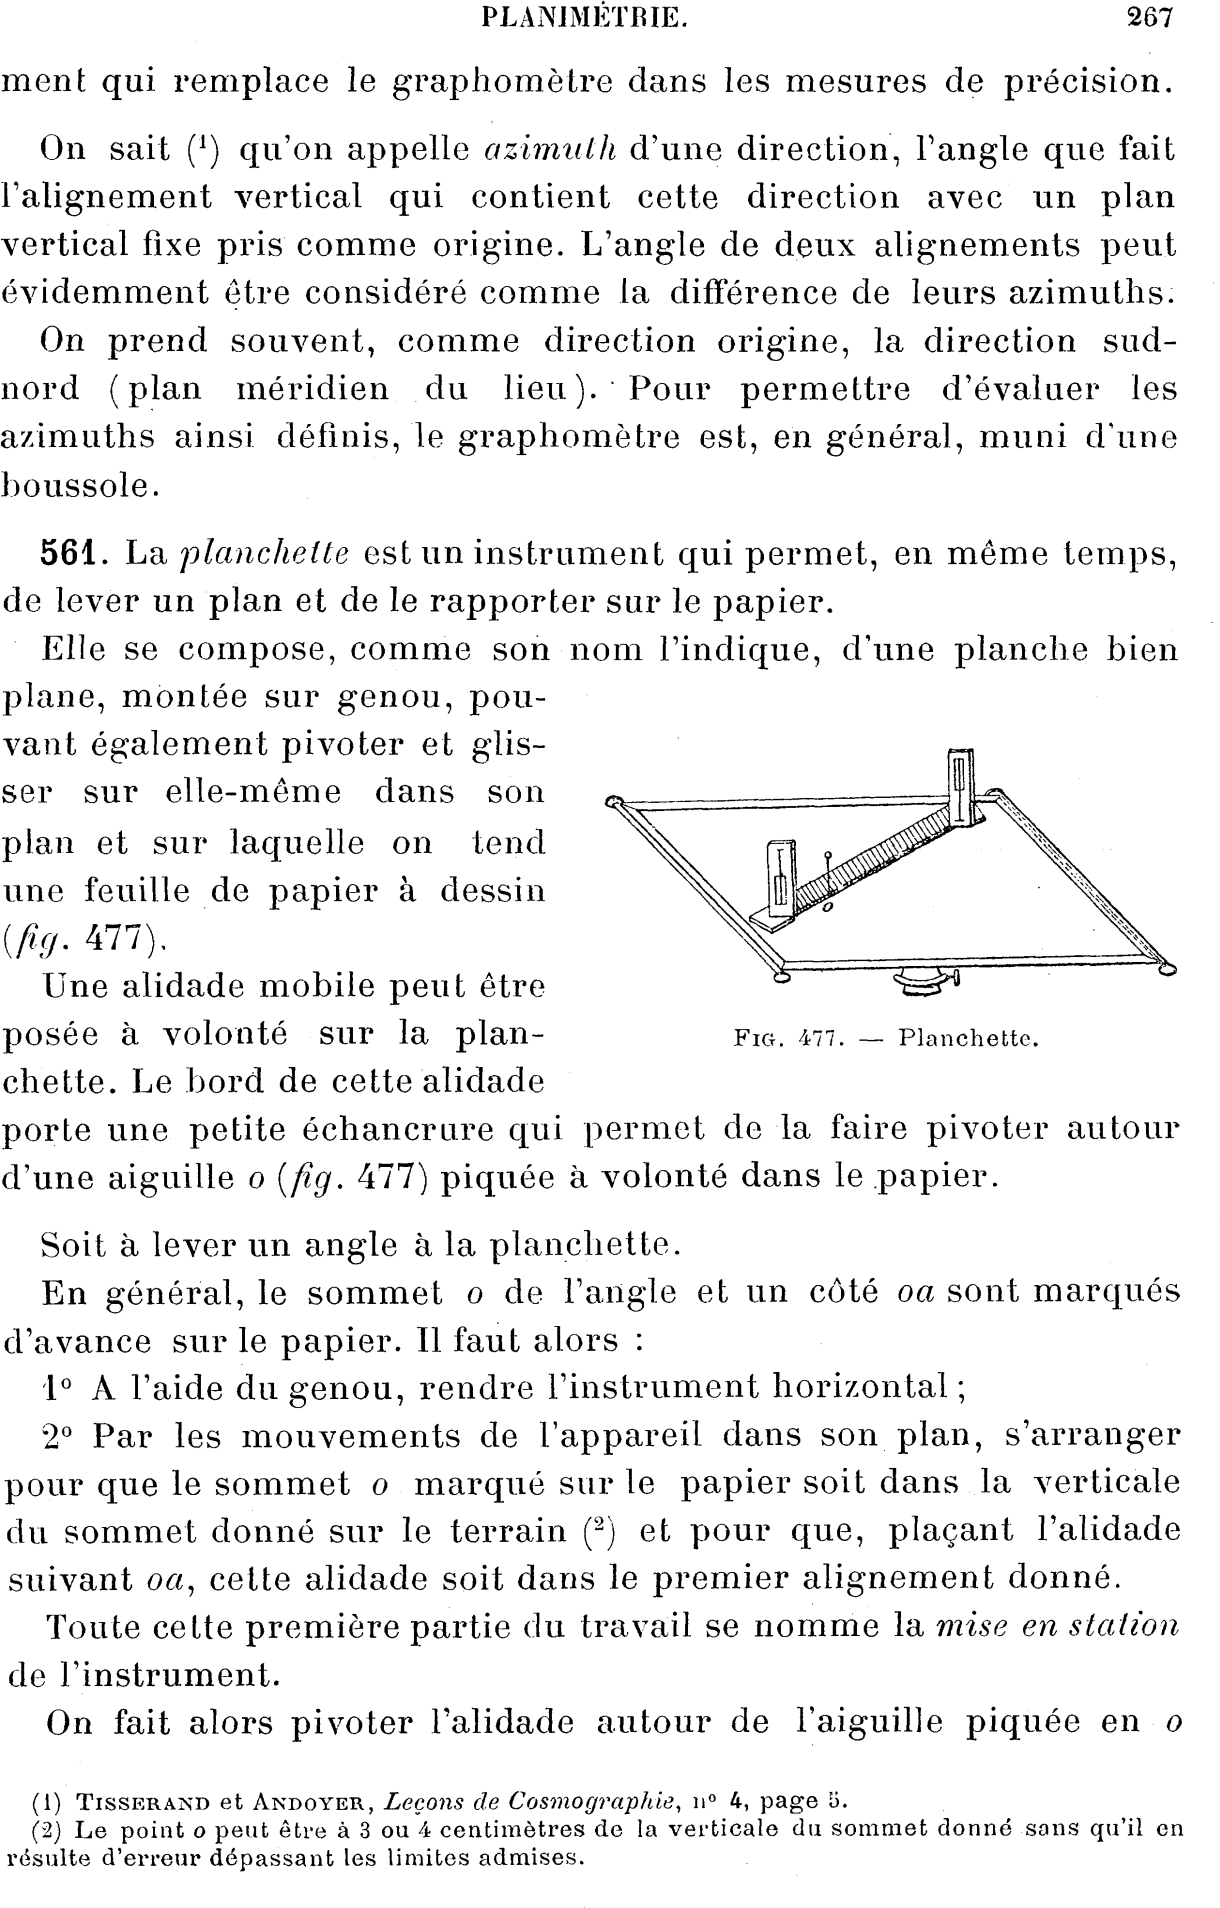 PLANIMÉTRIE. 267
ment qui remplace le graphomètre dans les mesures de précision.
On sait (¹) qu'on appelle azimuth d'une direction, l'angle que fait
l'alignement vertical qui contient cette direction avec un plan
vertical fixe pris comme origine. L'angle de deux alignements peut
évidemment être considéré comme la différence de leurs azimuths.
On prend souvent, comme direction origine, la direction sud-
nord (plan méridien du lieu). Pour permettre d'évaluer les
azimuths ainsi définis, le graphomètre est, en général, muni d'une
boussole.
561. La planchette est un instrument qui permet, en même temps,
de lever un plan et de le rapporter sur le papier.
Elle se compose, comme son nom l'indique, d'une planche bien
plane, montée sur genou, pou-
vant également pivoter et glis-
ser sur elle-même dans son
plan et sur laquelle on tend
une feuille de papier à dessin
(fig. 477).
Une alidade mobile peut être
posée à volonté sur la plan-
chette. Le bord de cette alidade
o
FIG. 477. — Planchette.
porte une petite échancrure qui permet de la faire pivoter autour
d'une aiguille o (fig. 477) piquée à volonté dans le papier.
Soit à lever un angle à la planchette.
En général, le sommet o de l'angle et un côté oa sont marqués
d'avance sur le papier. Il faut alors :
1° A l'aide du genou, rendre l'instrument horizontal ;
2° Par les mouvements de l'appareil dans son plan, s'arranger
pour que le sommet o marqué sur le papier soit dans la verticale
du sommet donné sur le terrain (²) et pour que, plaçant l'alidade
suivant oa, cette alidade soit dans le premier alignement donné.
Toute cette première partie du travail se nomme la mise en station
de l'instrument.
On fait alors pivoter l'alidade autour de l'aiguille piquée en o
(1) TISSERAND et ANDOYER, Leçons de Cosmographie, n° 4, page 5.
(2) Le point o peut être à 3 ou 4 centimètres de la verticale du sommet donné sans qu'il en
résulte d'erreur dépassant les limites admises.